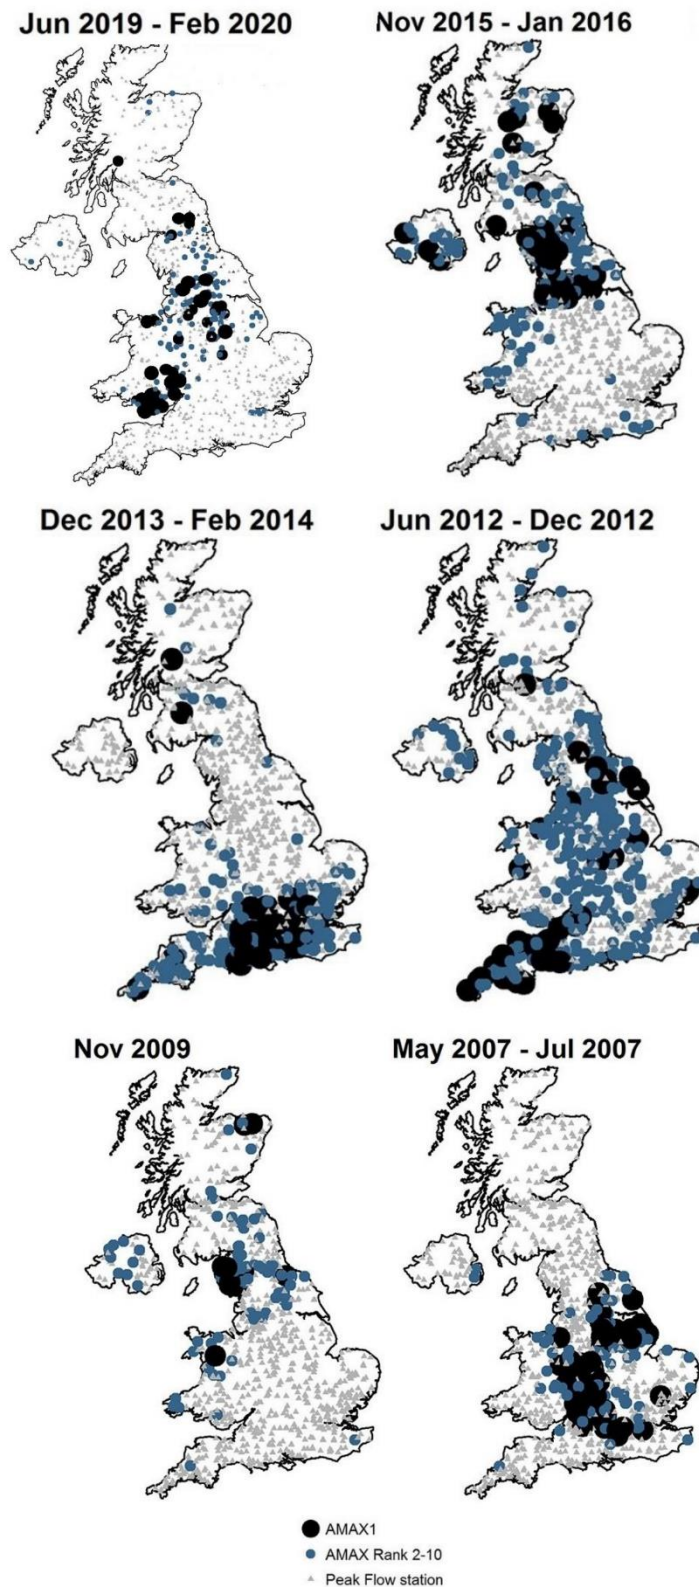 Jun 2019 - Feb 2020
Nov 2015 - Jan 2016
Dec 2013 - Feb 2014
Jun 2012 - Dec 2012
Nov 2009
May 2007 - Jul 2007
AMAX1
AMAX Rank 2-10
Peak Flow station